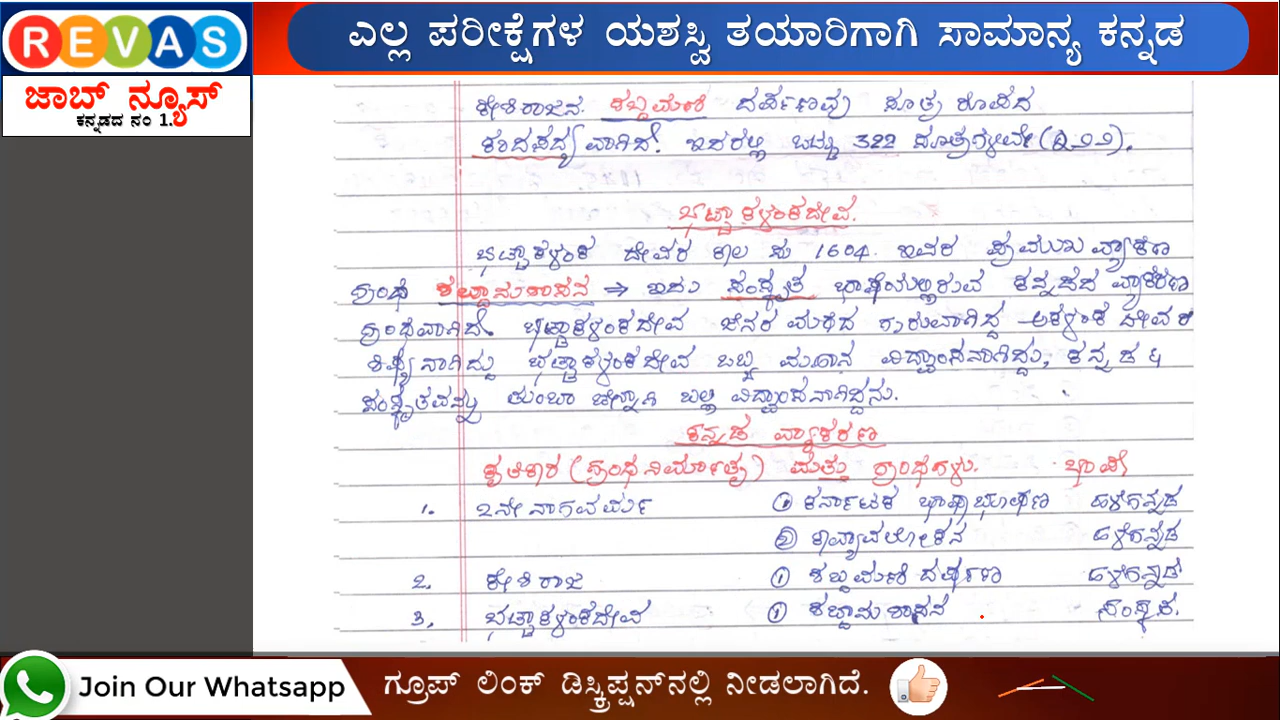 REVAS
ಜಾಬ್ ನ್ಯೂಸ್
ಕನ್ನಡದ ನಂ 1.
ಎಲ್ಲ ಪರೀಕ್ಷೆಗಳ ಯಶಸ್ವಿ ತಯಾರಿಗಾಗಿ ಸಾಮಾನ್ಯ ಕನ್ನಡ
ಕೇಶಿರಾಜನ. ಶಬ್ದಮಣಿ ದರ್ಪಣವು ಸೂತ್ರ ರೂಪದ
ಕಂದಪದ್ಯವಾಗಿದೆ. ಇದರಲ್ಲಿ ಒಟ್ಟು 322 ಸೂತ್ರಗಳಿವೇ (೩೨೨).
ಭಟ್ಟಾಕಳಂಕದೇವ.
ಭಟ್ಟಾಕಳಂಕ ದೇವರ ಕಾಲ ಸು 1604. ಇವರ ಪ್ರಮುಖ ವ್ಯಾಕರಣ
ಗ್ರಂಥ ಶಬ್ದಾನುಶಾಸನ → ಇದು ಸಂಸ್ಕೃತ ಭಾಷೆಯಲ್ಲಿರುವ ಕನ್ನಡದ ವ್ಯಾಕರಣ
ಗ್ರಂಥವಾಗಿದೆ. ಭಟ್ಟಾಕಳಂಕದೇವ ಜೈನರ ಮಠದ ಗುರುವಾಗಿದ್ದ ಅಕಳಂಕ ದೇವರ
ಶಿಷ್ಯನಾಗಿದ್ದು ಭಟ್ಟಾಕಳಂಕದೇವ ಒಬ್ಬ ಮಹಾನ ವಿದ್ವಾಂಸನಾಗಿದ್ದು, ಕನ್ನಡ &
ಸಂಸ್ಕೃತವನ್ನು ತುಂಬಾ ಚೆನ್ನಾಗಿ ಬಲ್ಲ ವಿದ್ವಾಂಸನಾಗಿದ್ದನು.
ಕನ್ನಡ ವ್ಯಾಕರಣ
ಕೃತಿಕಾರ (ಗ್ರಂಥ ನಿರ್ಮಾತೃ) ಮತ್ತು ಗ್ರಂಥಗಳು. ಭಾಷೆ
1. 2ನೇ ನಾಗವರ್ಮ ① ಕರ್ನಾಟಕ ಭಾಷಾಭೂಷಣ ಹಳೆಗನ್ನಡ
② ಕಾವ್ಯಾವಲೋಕನ ಹಳೆಗನ್ನಡ
2. ಕೇಶಿರಾಜ ① ಶಬ್ದಮಣಿ ದರ್ಪಣ ಹಳೆಗನ್ನಡ
3. ಭಟ್ಟಾಕಳಂಕದೇವ ① ಶಬ್ದಾನುಶಾಸನ ಸಂಸ್ಕೃತ.
Join Our Whatsapp
ಗ್ರೂಪ್ ಲಿಂಕ್ ಡಿಸ್ಕ್ರಿಪ್ಷನ್‌ನಲ್ಲಿ ನೀಡಲಾಗಿದೆ.